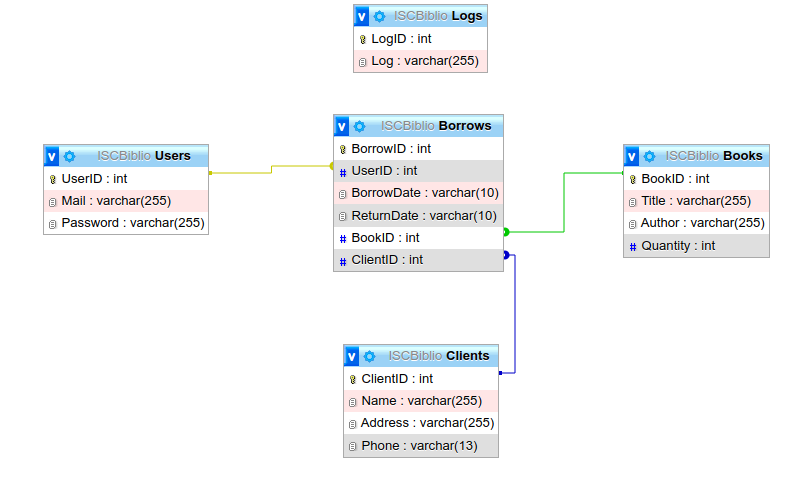 v ISCBiblio Logs
LogID : int
Log : varchar(255)
v ISCBiblio Borrows
BorrowID : int
# UserID : int
BorrowDate : varchar(10)
ReturnDate : varchar(10)
# BookID : int
# ClientID : int
v ISCBiblio Users
UserID : int
Mail : varchar(255)
Password : varchar(255)
v ISCBiblio Books
BookID : int
Title : varchar(255)
Author : varchar(255)
# Quantity : int
v ISCBiblio Clients
ClientID : int
Name : varchar(255)
Address : varchar(255)
Phone : varchar(13)